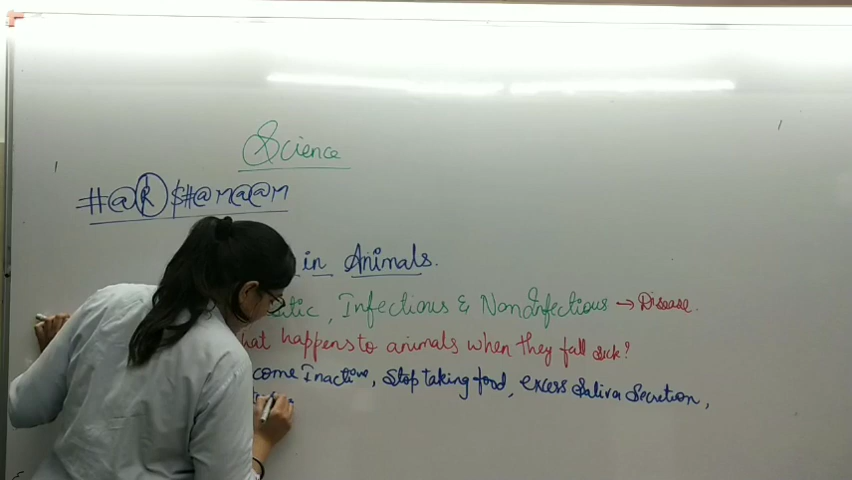 Science
#@R$#@M@@M
in Animals.
tic, Infectious & NonInfectious → Disease.
hat happens to animals when they fall sick?
come Inactive, Stop taking food, excess Saliva Secretion,